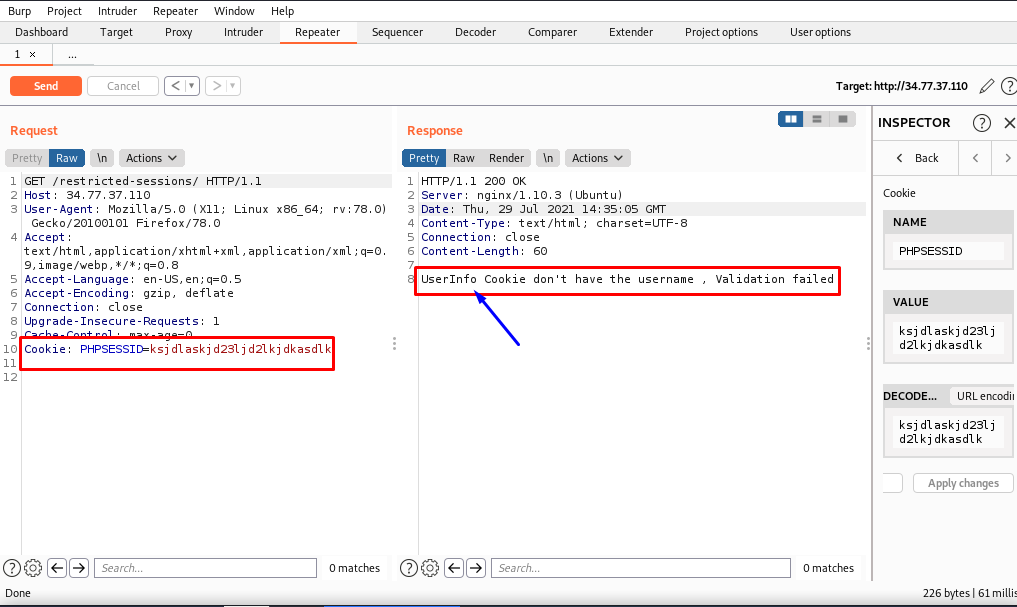 Burp Project Intruder Repeater Window Help
Dashboard Target Proxy Intruder Repeater Sequencer Decoder Comparer Extender Project options User options
1 × ...
Send Cancel < > Target: http://34.77.37.110 ?
Request
Pretty Raw \n Actions
1 GET /restricted-sessions/ HTTP/1.1
2 Host: 34.77.37.110
3 User-Agent: Mozilla/5.0 (X11; Linux x86_64; rv:78.0)
Gecko/20100101 Firefox/78.0
4 Accept:
text/html,application/xhtml+xml,application/xml;q=0.
9,image/webp,*/*;q=0.8
5 Accept-Language: en-US,en;q=0.5
6 Accept-Encoding: gzip, deflate
7 Connection: close
8 Upgrade-Insecure-Requests: 1
9 Cache-Control: max-age=0
10 Cookie: PHPSESSID=ksjdlaskjd23ljd2lkjdkasdlk
11
12
? Search... 0 matches
Response
Pretty Raw Render \n Actions
1 HTTP/1.1 200 OK
2 Server: nginx/1.10.3 (Ubuntu)
3 Date: Thu, 29 Jul 2021 14:35:05 GMT
4 Content-Type: text/html; charset=UTF-8
5 Connection: close
6 Content-Length: 60
7
8 UserInfo Cookie don't have the username , Validation failed
? Search... 0 matches
INSPECTOR ? ×
< Back < >
Cookie
NAME
PHPSESSID
VALUE
ksjdlaskjd23lj
d2lkjdkasdlk
DECODE... URL encodi
ksjdlaskjd23lj
d2lkjdkasdlk
Apply changes
Done 226 bytes | 61 millis